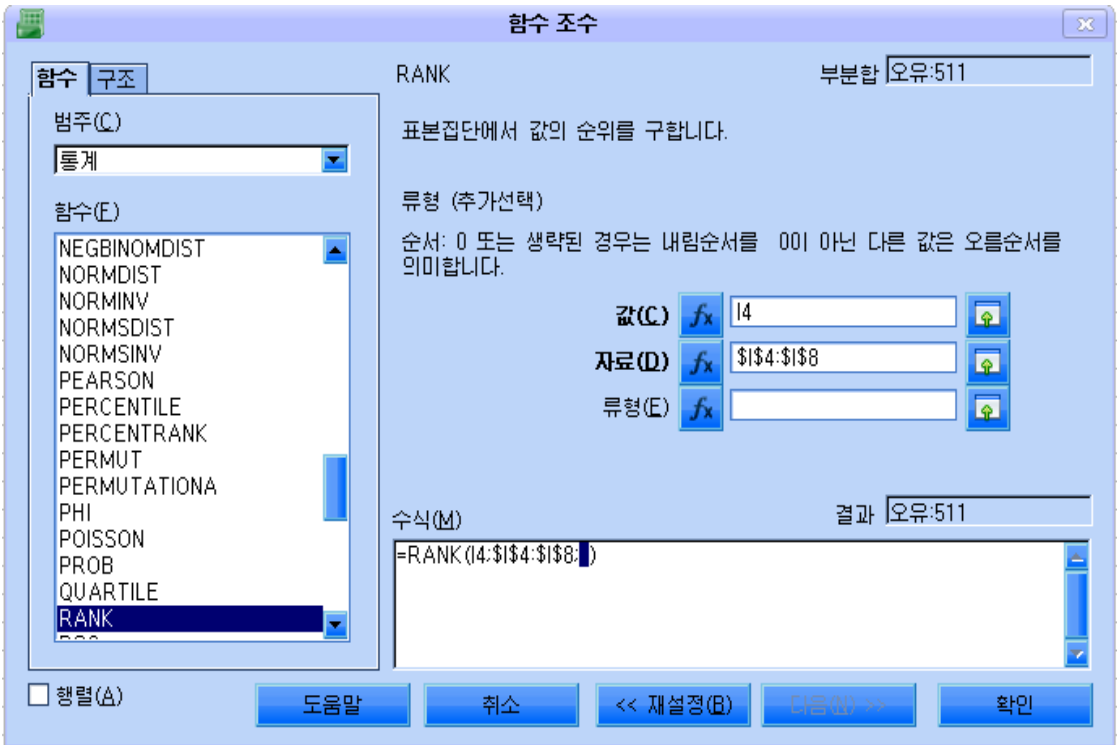 함수 조수
함수 구조
범주(C)
통계
함수(F)
NEGBINOMDIST
NORMDIST
NORMINV
NORMSDIST
NORMSINV
PEARSON
PERCENTILE
PERCENTRANK
PERMUT
PERMUTATIONA
PHI
POISSON
PROB
QUARTILE
RANK
RANK 부분합 오유:511
표본집단에서 값의 순위를 구합니다.
류형 (추가선택)
순서: 0 또는 생략된 경우는 내림순서를 0이 아닌 다른 값은 오름순서를
의미합니다.
값(C) fx I4
자료(D) fx $I$4:$I$8
류형(E) fx
수식(M) 결과 오유:511
=RANK(I4;$I$4:$I$8; )
행렬(A) 도움말 취소 << 재설정(B) 다음(N) >> 확인